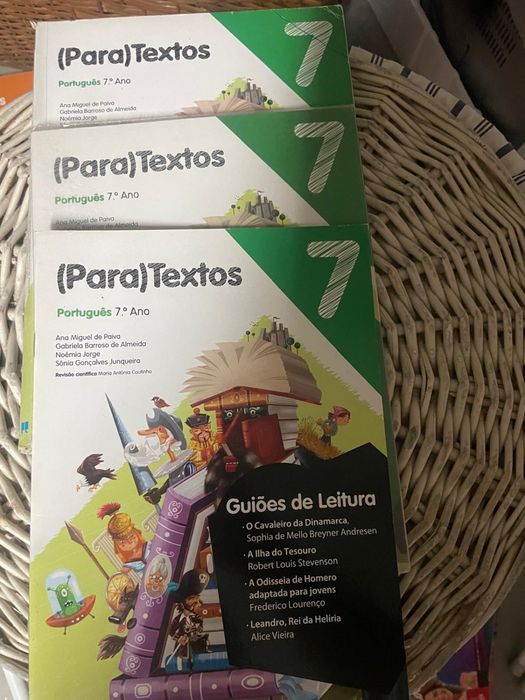 (Para)Textos
7
Português 7.º Ano
Ana Miguel de Paiva
Gabriela Barroso de Almeida
Noémia Jorge
(Para)Textos
7
Português 7.º Ano
Ana Miguel de Paiva
(Para)Textos
7
Português 7.º Ano
Ana Miguel de Paiva
Gabriela Barroso de Almeida
Noémia Jorge
Sónia Gonçalves Junqueira
Revisão científica Maria Antónia Coutinho
Guiões de Leitura
• O Cavaleiro da Dinamarca,
Sophia de Mello Breyner Andresen
• A Ilha do Tesouro
Robert Louis Stevenson
• A Odisseia de Homero
adaptada para jovens
Frederico Lourenço
• Leandro, Rei da Helíria
Alice Vieira